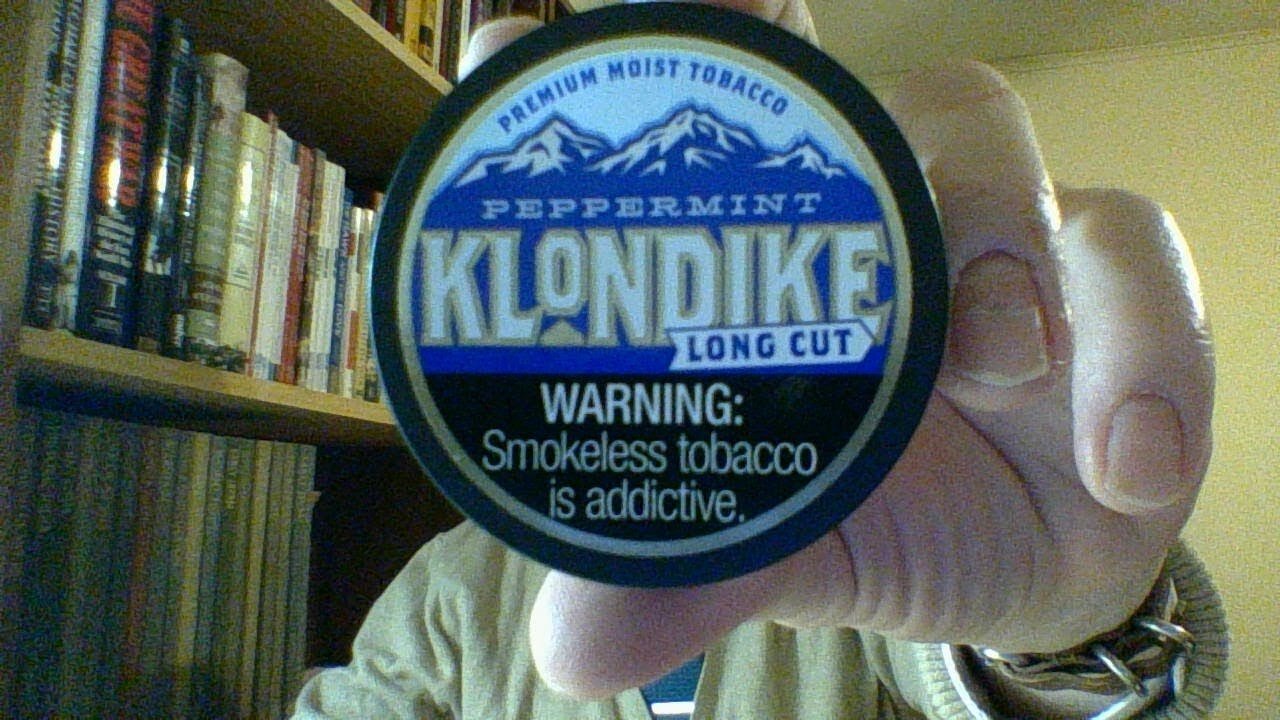 PREMIUM MOIST TOBACCO
PEPPERMINT
KLONDIKE
LONG CUT
WARNING:
Smokeless tobacco
is addictive.